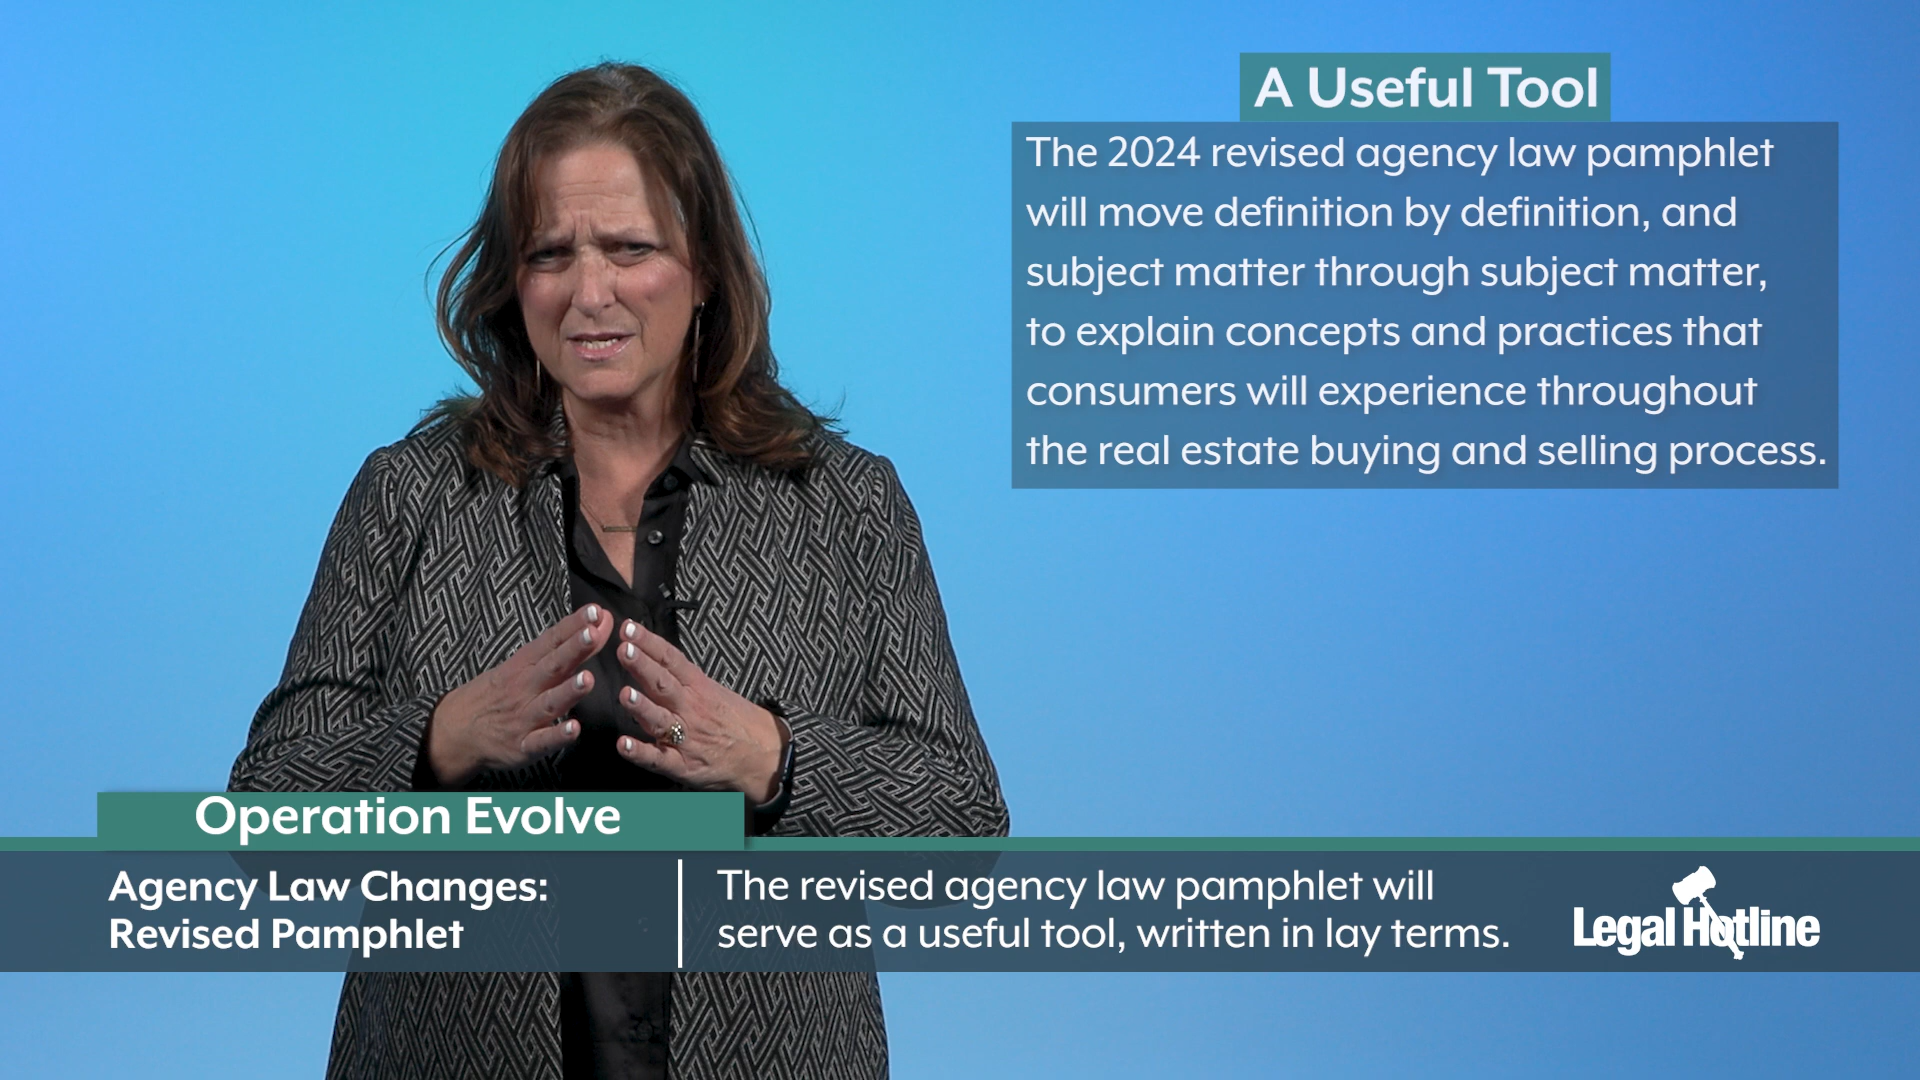 A Useful Tool
The 2024 revised agency law pamphlet
will move definition by definition, and
subject matter through subject matter,
to explain concepts and practices that
consumers will experience throughout
the real estate buying and selling process.
Operation Evolve
Agency Law Changes:
Revised Pamphlet
The revised agency law pamphlet will
serve as a useful tool, written in lay terms.
Legal Hotline